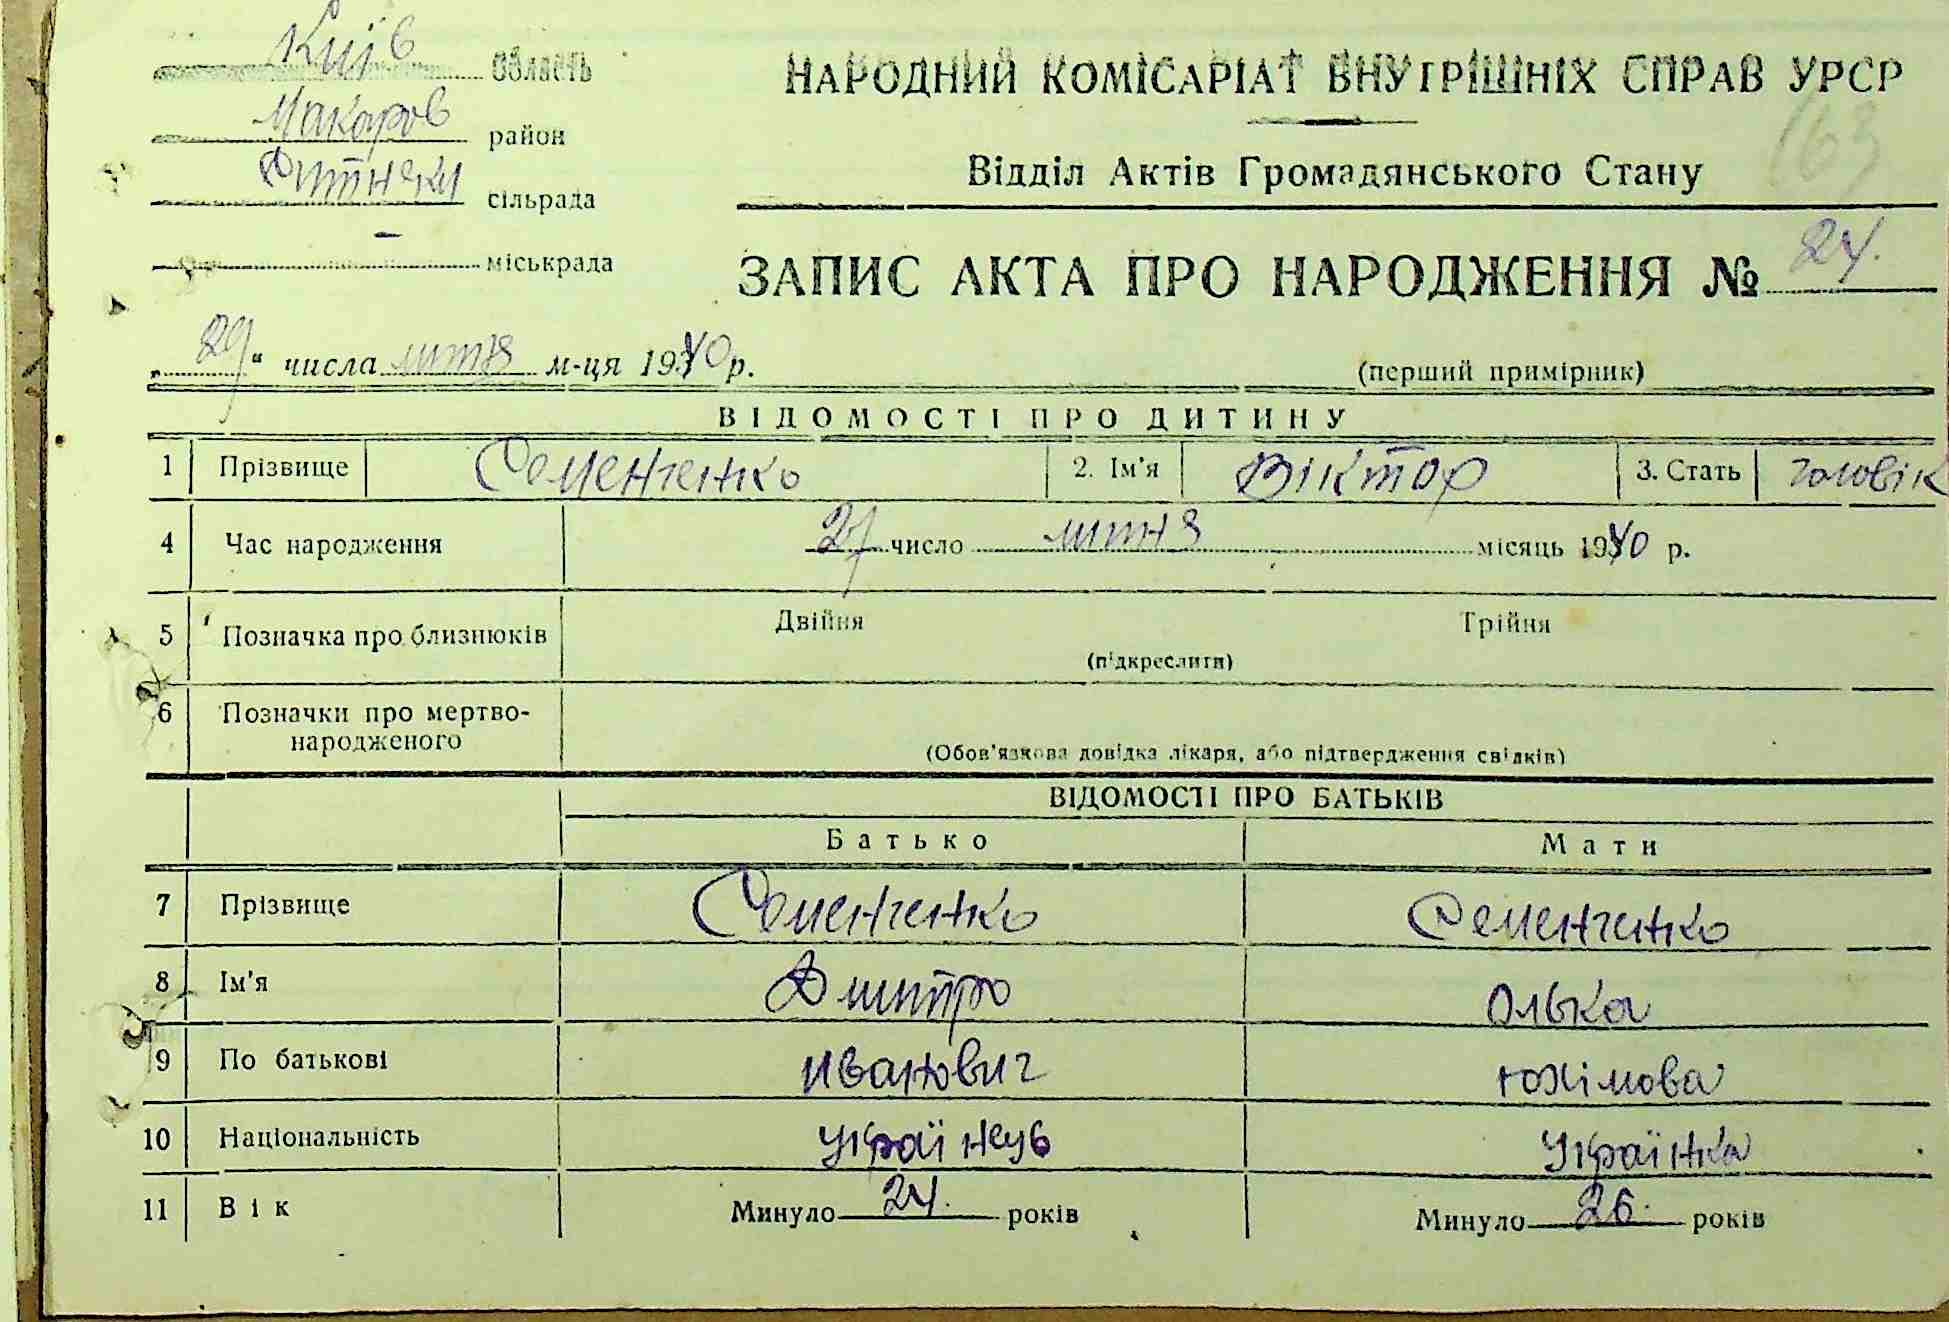 Київ область
Макаров район
Ситняки сільрада
- міськрада
НАРОДНИЙ КОМІСАРІАТ ВНУТРІШНІХ СПРАВ УРСР
163
Відділ Актів Громадянського Стану
ЗАПИС АКТА ПРО НАРОДЖЕННЯ № 24.
„29“ числа липня м-ця 1940 р.
(перший примірник)
ВІДОМОСТІ ПРО ДИТИНУ
1 Прізвище Семенченко 2. Ім'я Віктор 3. Стать чоловік
4 Час народження 27 число липня місяць 1940 р.
5 Позначка про близнюків Двійня Трійня
(підкреслити)
6 Позначки про мертво-
народженого
(Обов'язкова довідка лікаря, або підтвердження свідків)
ВІДОМОСТІ ПРО БАТЬКІВ
Батько Мати
7 Прізвище Семенченко Семенченко
8 Ім'я Дмитро Олька
9 По батькові Иванович Юхімова
10 Національність Українець Українка
11 Вік Минуло 24. років Минуло 26. років